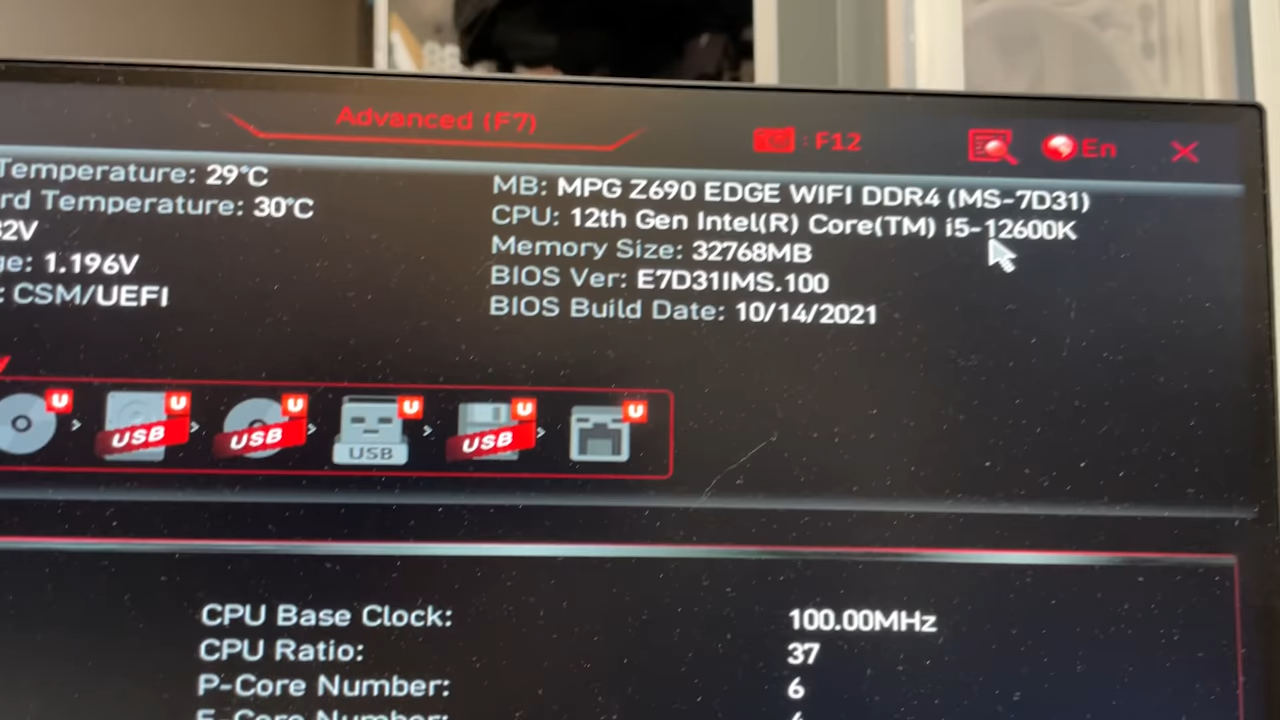 Advanced (F7)
: F12
En
Temperature: 29°C
rd Temperature: 30°C
32V
ge: 1.196V
: CSM/UEFI
MB: MPG Z690 EDGE WIFI DDR4 (MS-7D31)
CPU: 12th Gen Intel(R) Core(TM) i5-12600K
Memory Size: 32768MB
BIOS Ver: E7D31IMS.100
BIOS Build Date: 10/14/2021
U
USB U
USB U
USB U
USB U
U
CPU Base Clock: 100.00MHz
CPU Ratio: 37
P-Core Number: 6
E-Core Number: